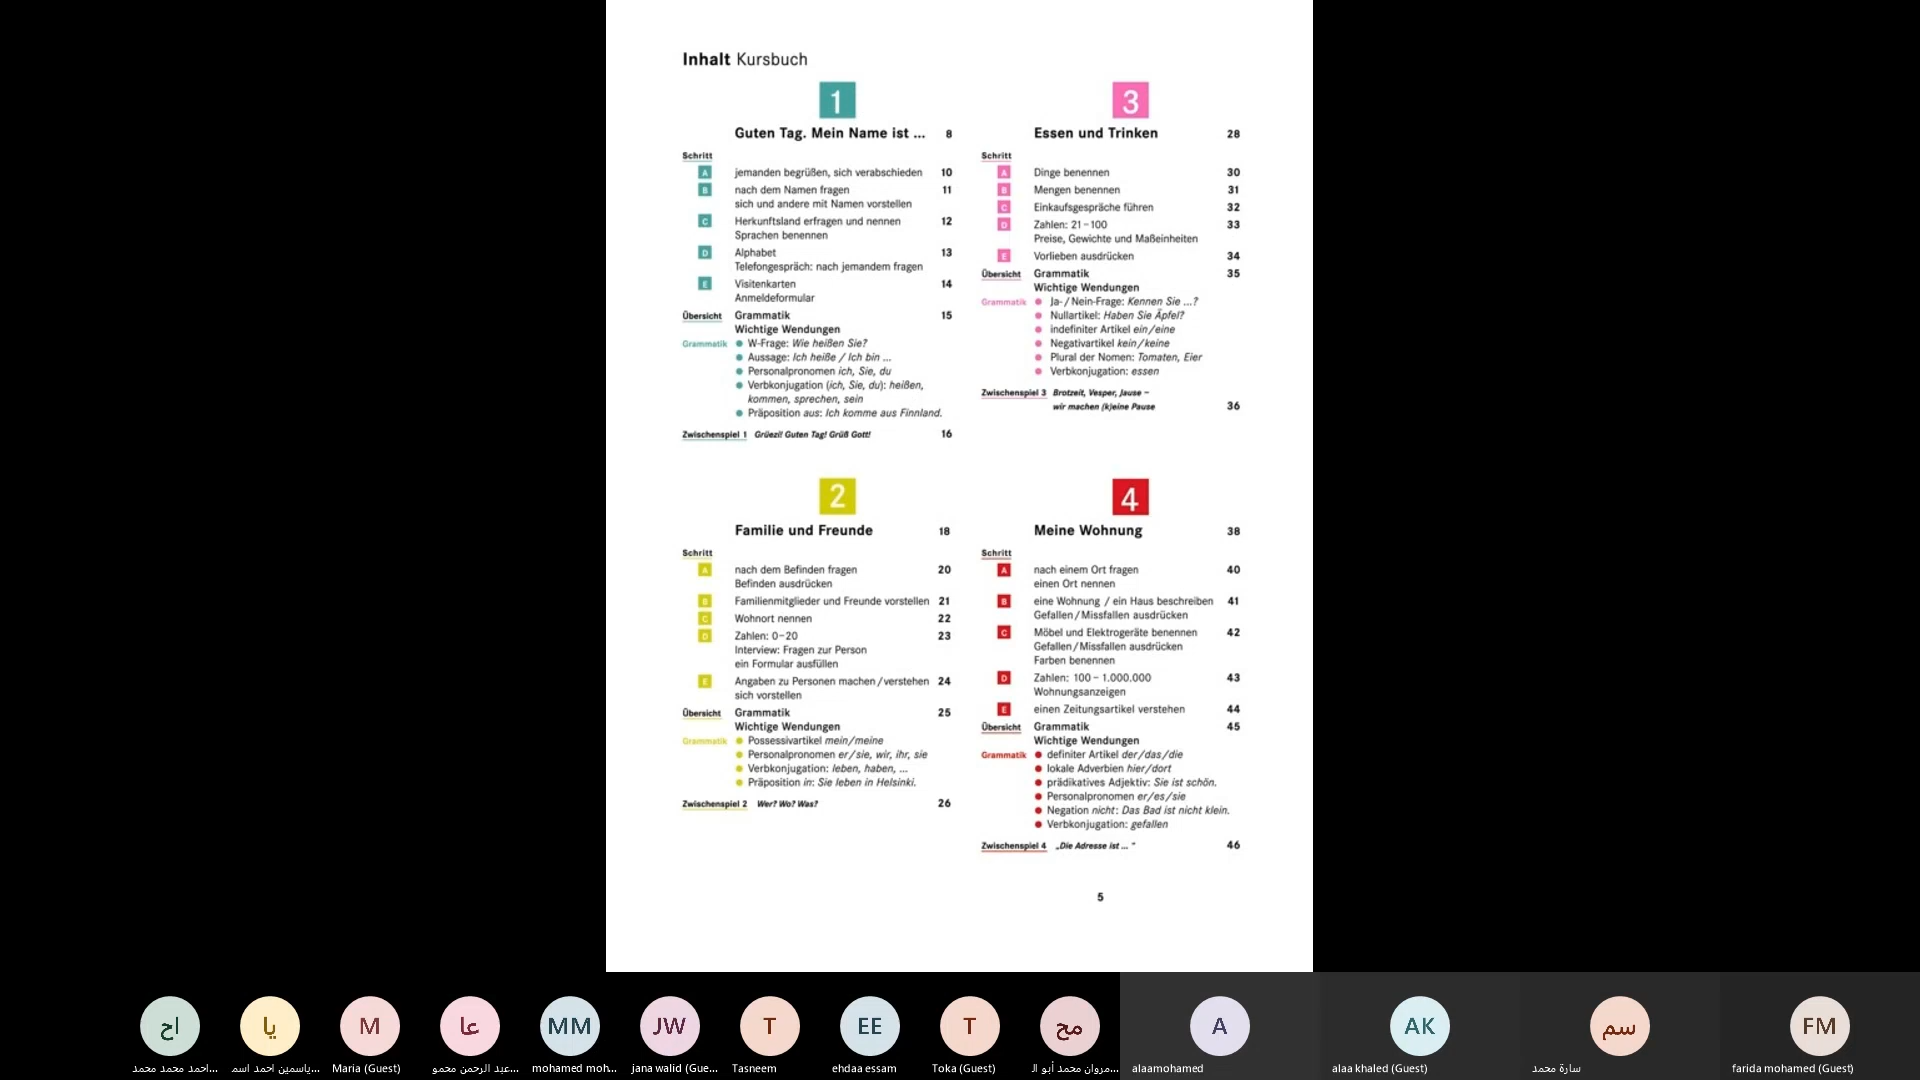 Inhalt Kursbuch
1
Guten Tag. Mein Name ist ... 8
Schritt
A jemanden begrüßen, sich verabschieden 10
B nach dem Namen fragen 11
sich und andere mit Namen vorstellen
C Herkunftsland erfragen und nennen 12
Sprachen benennen
D Alphabet 13
Telefongespräch: nach jemandem fragen
E Visitenkarten 14
Anmeldeformular
Übersicht Grammatik 15
Wichtige Wendungen
Grammatik ● W-Frage: Wie heißen Sie?
● Aussage: Ich heiße / Ich bin ...
● Personalpronomen ich, Sie, du
● Verbkonjugation (ich, Sie, du): heißen,
kommen, sprechen, sein
● Präposition aus: Ich komme aus Finnland.
Zwischenspiel 1 Grüezi! Guten Tag! Grüß Gott! 16
2
Familie und Freunde 18
Schritt
A nach dem Befinden fragen 20
Befinden ausdrücken
B Familienmitglieder und Freunde vorstellen 21
C Wohnort nennen 22
D Zahlen: 0–20 23
Interview: Fragen zur Person
ein Formular ausfüllen
E Angaben zu Personen machen / verstehen 24
sich vorstellen
Übersicht Grammatik 25
Wichtige Wendungen
Grammatik ● Possessivartikel mein/meine
● Personalpronomen er/sie, wir, ihr, sie
● Verbkonjugation: leben, haben, ...
● Präposition in: Sie leben in Helsinki.
Zwischenspiel 2 Wer? Wo? Was? 26
3
Essen und Trinken 28
Schritt
A Dinge benennen 30
B Mengen benennen 31
C Einkaufsgespräche führen 32
D Zahlen: 21–100 33
Preise, Gewichte und Maßeinheiten
E Vorlieben ausdrücken 34
Übersicht Grammatik 35
Wichtige Wendungen
Grammatik ● Ja-/Nein-Frage: Kennen Sie ...?
● Nullartikel: Haben Sie Äpfel?
● indefiniter Artikel ein/eine
● Negativartikel kein/keine
● Plural der Nomen: Tomaten, Eier
● Verbkonjugation: essen
Zwischenspiel 3 Brotzeit, Vesper, Jause –
wir machen (k)eine Pause 36
4
Meine Wohnung 38
Schritt
A nach einem Ort fragen 40
einen Ort nennen
B eine Wohnung / ein Haus beschreiben 41
Gefallen/Missfallen ausdrücken
C Möbel und Elektrogeräte benennen 42
Gefallen/Missfallen ausdrücken
Farben benennen
D Zahlen: 100 – 1.000.000 43
Wohnungsanzeigen
E einen Zeitungsartikel verstehen 44
Übersicht Grammatik 45
Wichtige Wendungen
Grammatik ● definiter Artikel der/das/die
● lokale Adverbien hier/dort
● prädikatives Adjektiv: Sie ist schön.
● Personalpronomen er/es/sie
● Negation nicht: Das Bad ist nicht klein.
● Verbkonjugation: gefallen
Zwischenspiel 4 „Die Adresse ist ... “ 46
5
اح يا M عا MM JW T EE T مح A AK سم FM
احمد محمد محمد... ياسمين احمد اسم... Maria (Guest) عبد الرحمن محمو... mohamed moh... jana walid (Gue... Tasneem ehdaa essam Toka (Guest) مروان محمد أبو ال... alaamohamed alaa khaled (Guest) سارة محمد farida mohamed (Guest)